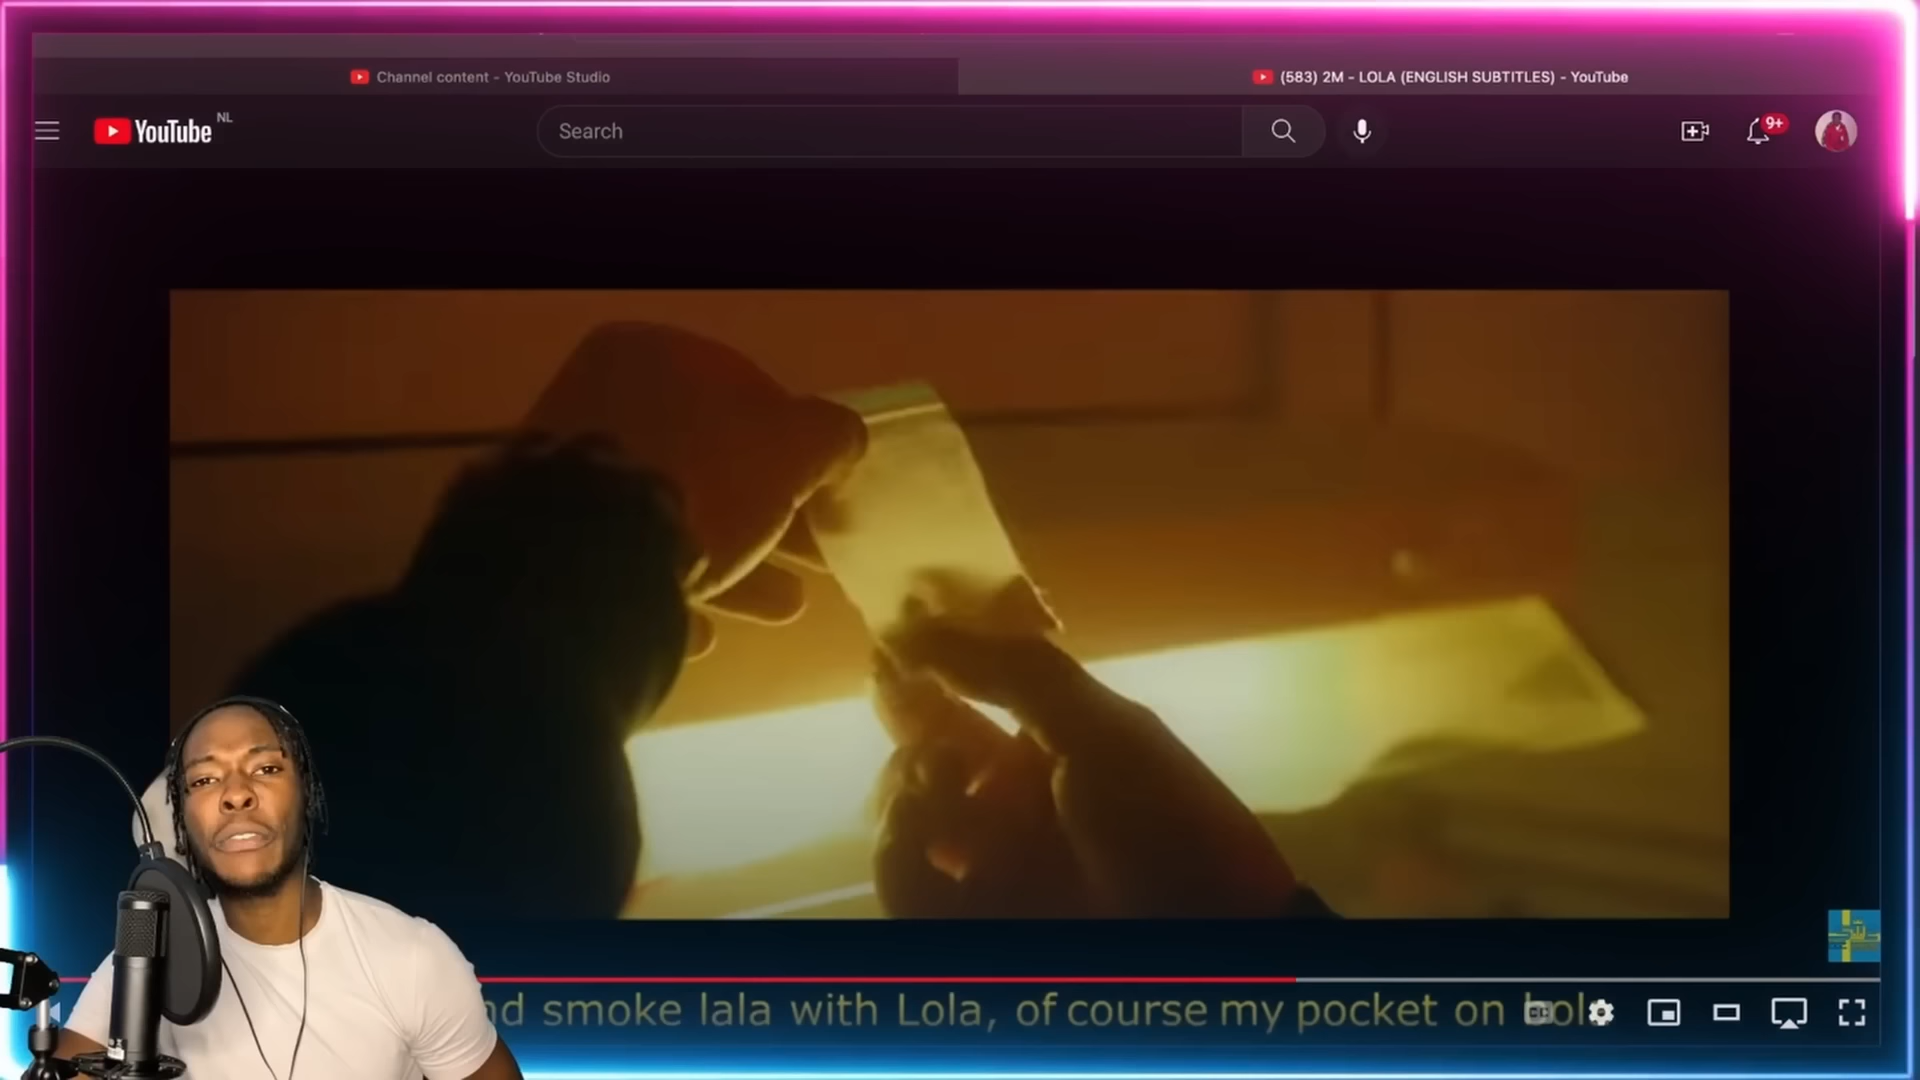 Channel content - YouTube Studio
(583) 2M - LOLA (ENGLISH SUBTITLES) - YouTube
YouTube NL
Search
9+
smoke lala with Lola, of course my pocket on